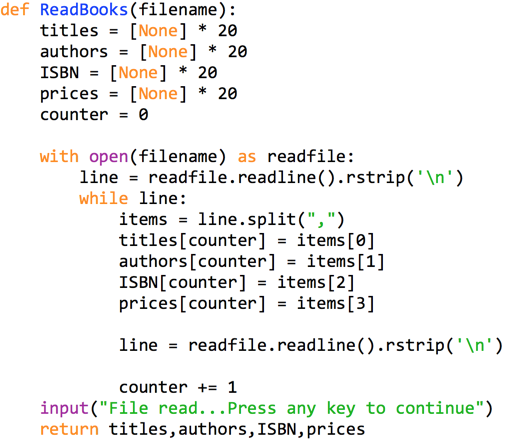 def ReadBooks(filename):
    titles = [None] * 20
    authors = [None] * 20
    ISBN = [None] * 20
    prices = [None] * 20
    counter = 0

    with open(filename) as readfile:
        line = readfile.readline().rstrip('\n')
        while line:
            items = line.split(",")
            titles[counter] = items[0]
            authors[counter] = items[1]
            ISBN[counter] = items[2]
            prices[counter] = items[3]

            line = readfile.readline().rstrip('\n')

            counter += 1
    input("File read...Press any key to continue")
    return titles,authors,ISBN,prices